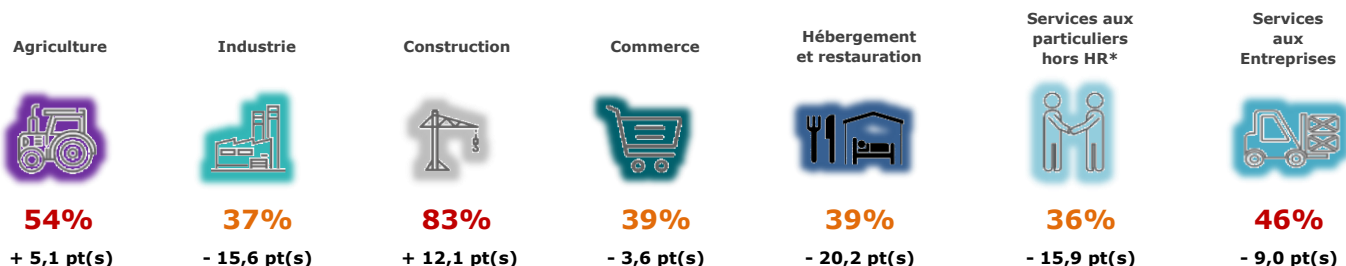 Agriculture
Industrie
Construction
Commerce
Hébergement
et restauration
Services aux
particuliers
hors HR*
Services
aux
Entreprises
$
54%
37%
83%
39%
39%
36%
46%
+ 5,1 pt(s)
- 15,6 pt(s)
+ 12,1 pt(s)
- 3,6 pt(s)
- 20,2 pt(s)
- 15,9 pt(s)
- 9,0 pt(s)